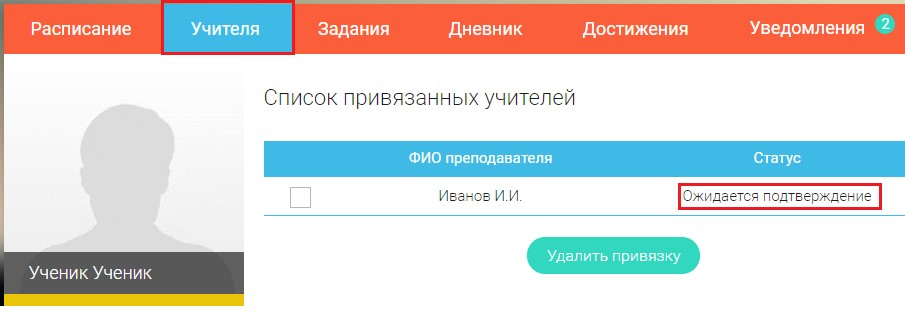 Расписание Учителя Задания Дневник Достижения Уведомления 2
Список привязанных учителей
ФИО преподавателя Статус
Иванов И.И. Ожидается подтверждение
Удалить привязку
Ученик Ученик